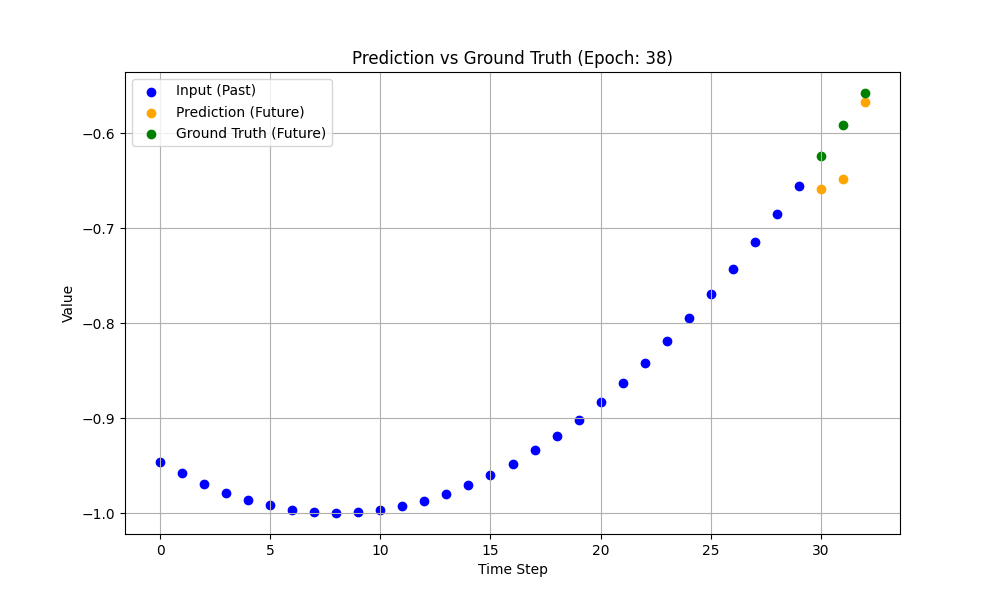 Prediction vs Ground Truth (Epoch: 38)
Input (Past)
Prediction (Future)
Ground Truth (Future)
Value
−0.6
−0.7
−0.8
−0.9
−1.0
0 5 10 15 20 25 30
Time Step